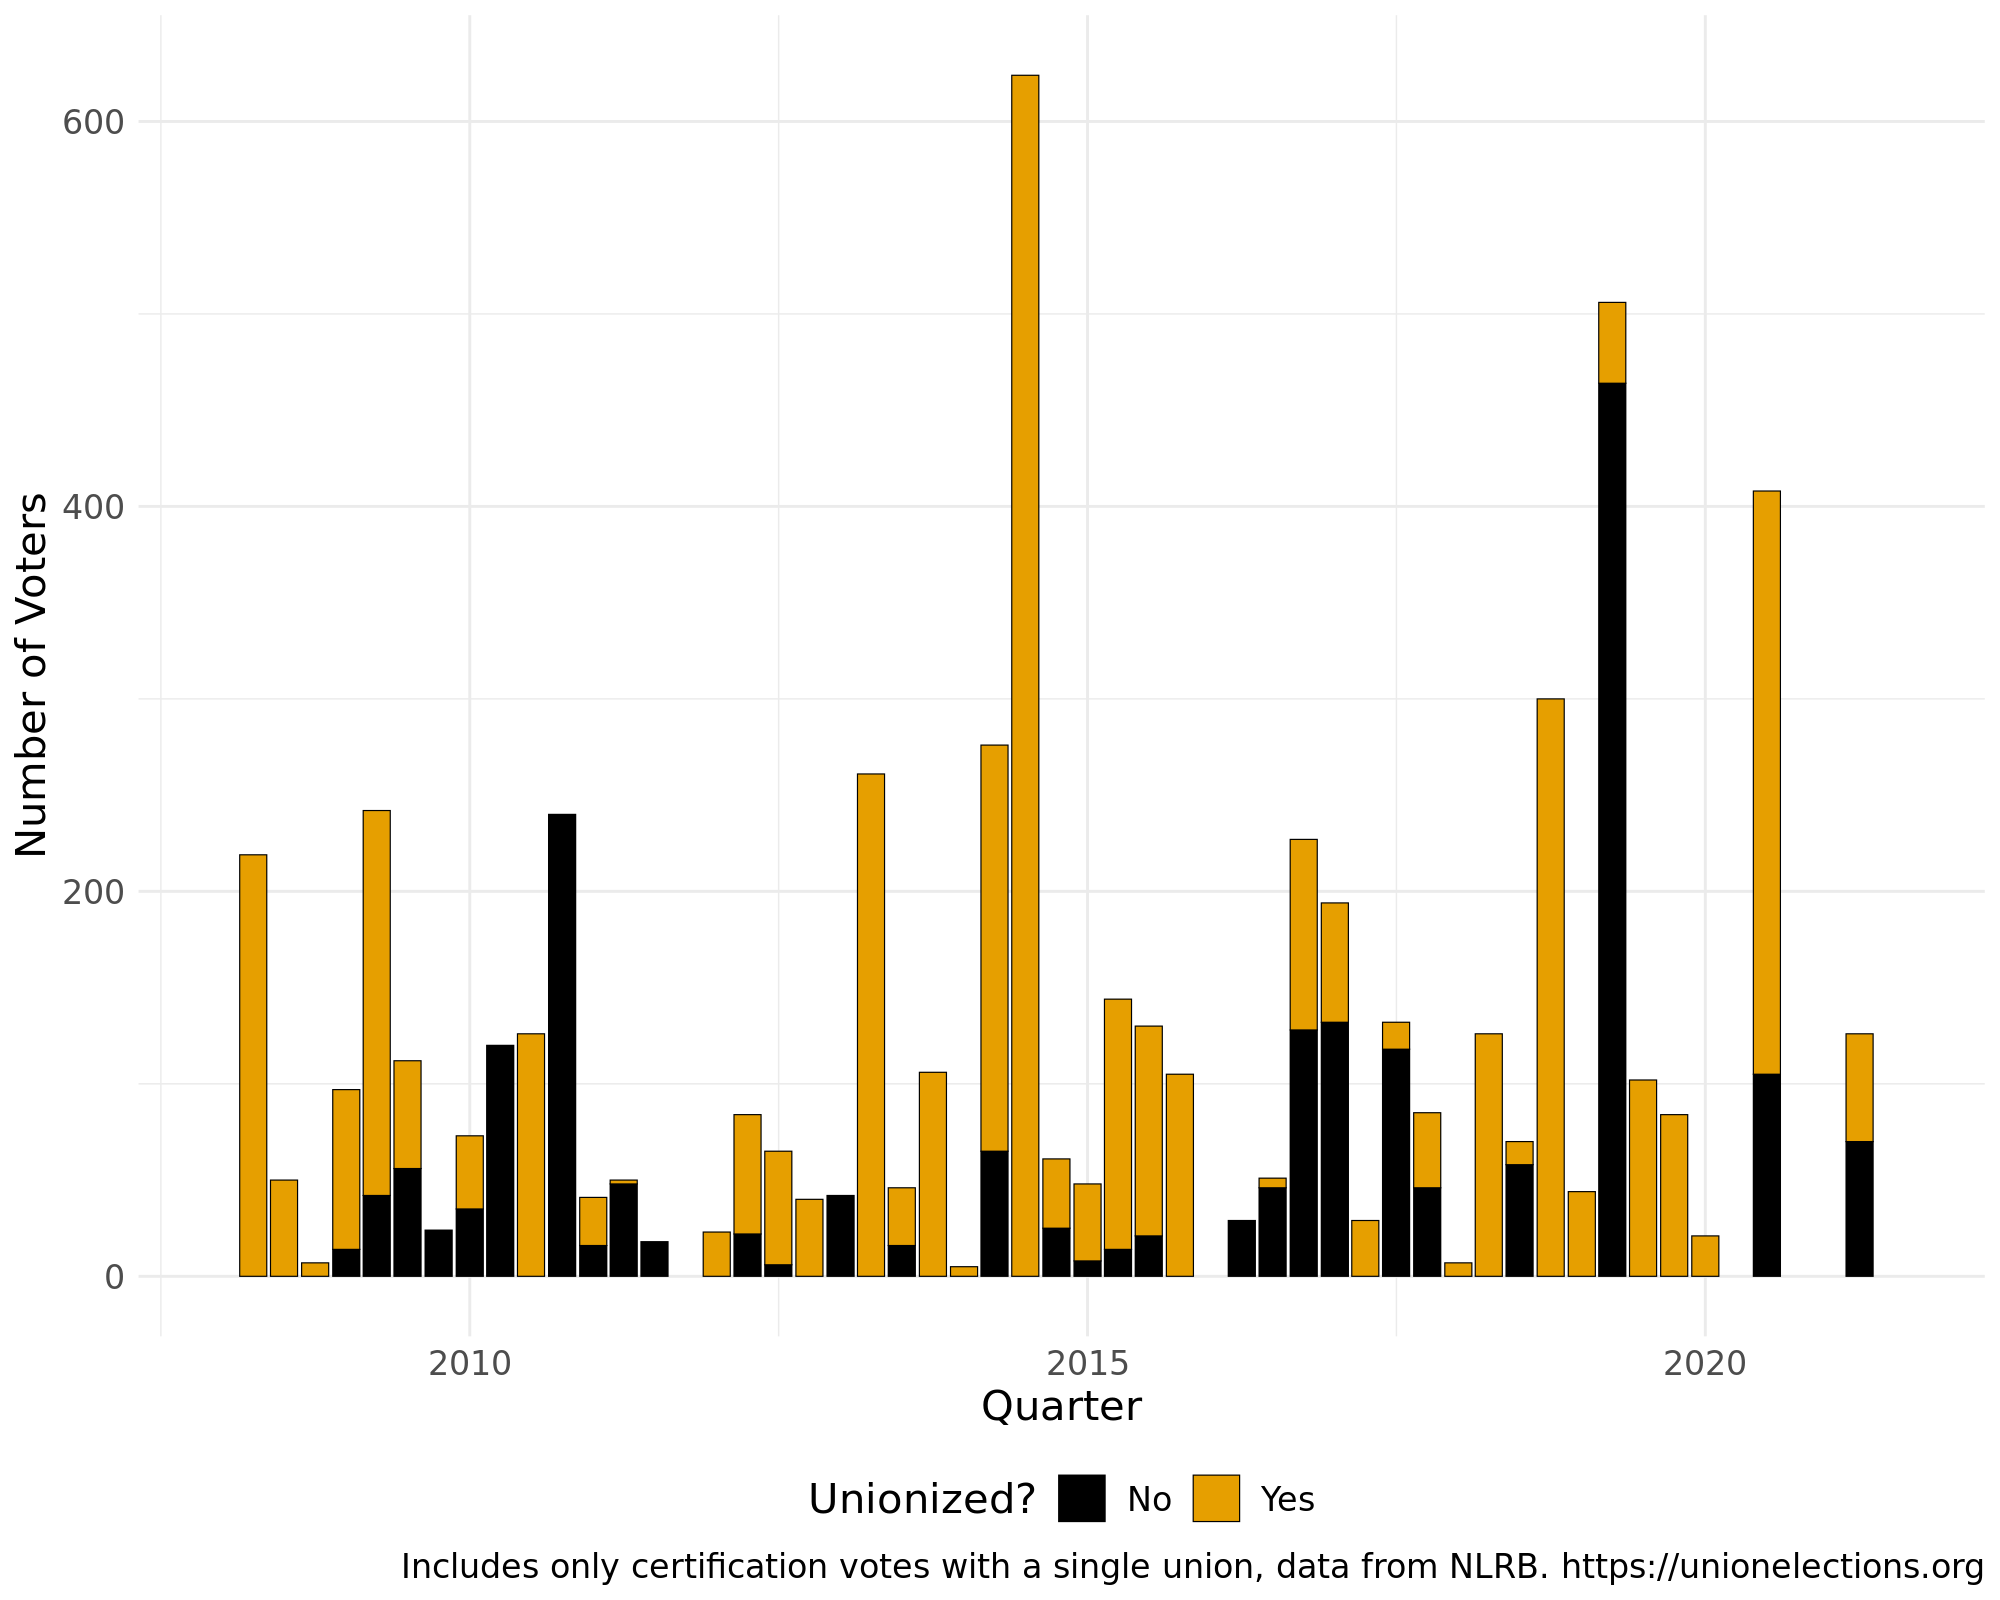 600
400
200
0
Number of Voters
2010 2015 2020
Quarter
Unionized? No Yes
Includes only certification votes with a single union, data from NLRB. https://unionelections.org